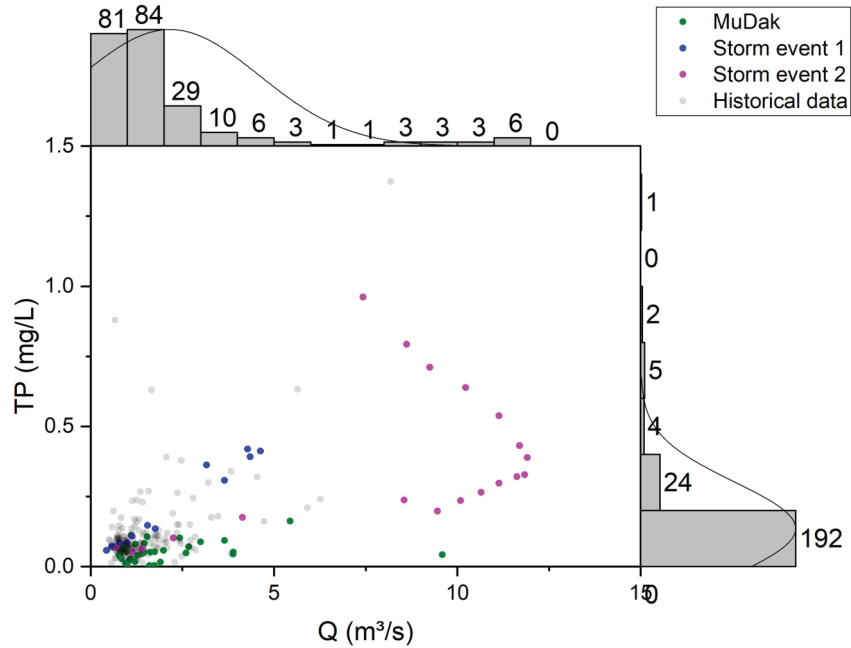 81 84 29 10 6 3 1 1 3 3 3 6 0
MuDak
Storm event 1
Storm event 2
Historical data
1.5
1.0
0.5
0.0
TP (mg/L)
1
0
2
5
4
24
192
0
0 5 10 15
Q (m³/s)